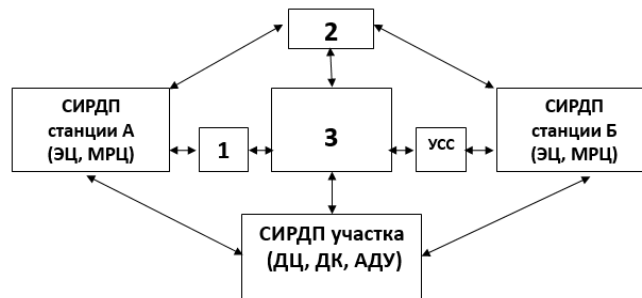 2
СИРДП
станции А
(ЭЦ, МРЦ)
1
3
УСС
СИРДП
станции Б
(ЭЦ, МРЦ)
СИРДП участка
(ДЦ, ДК, АДУ)